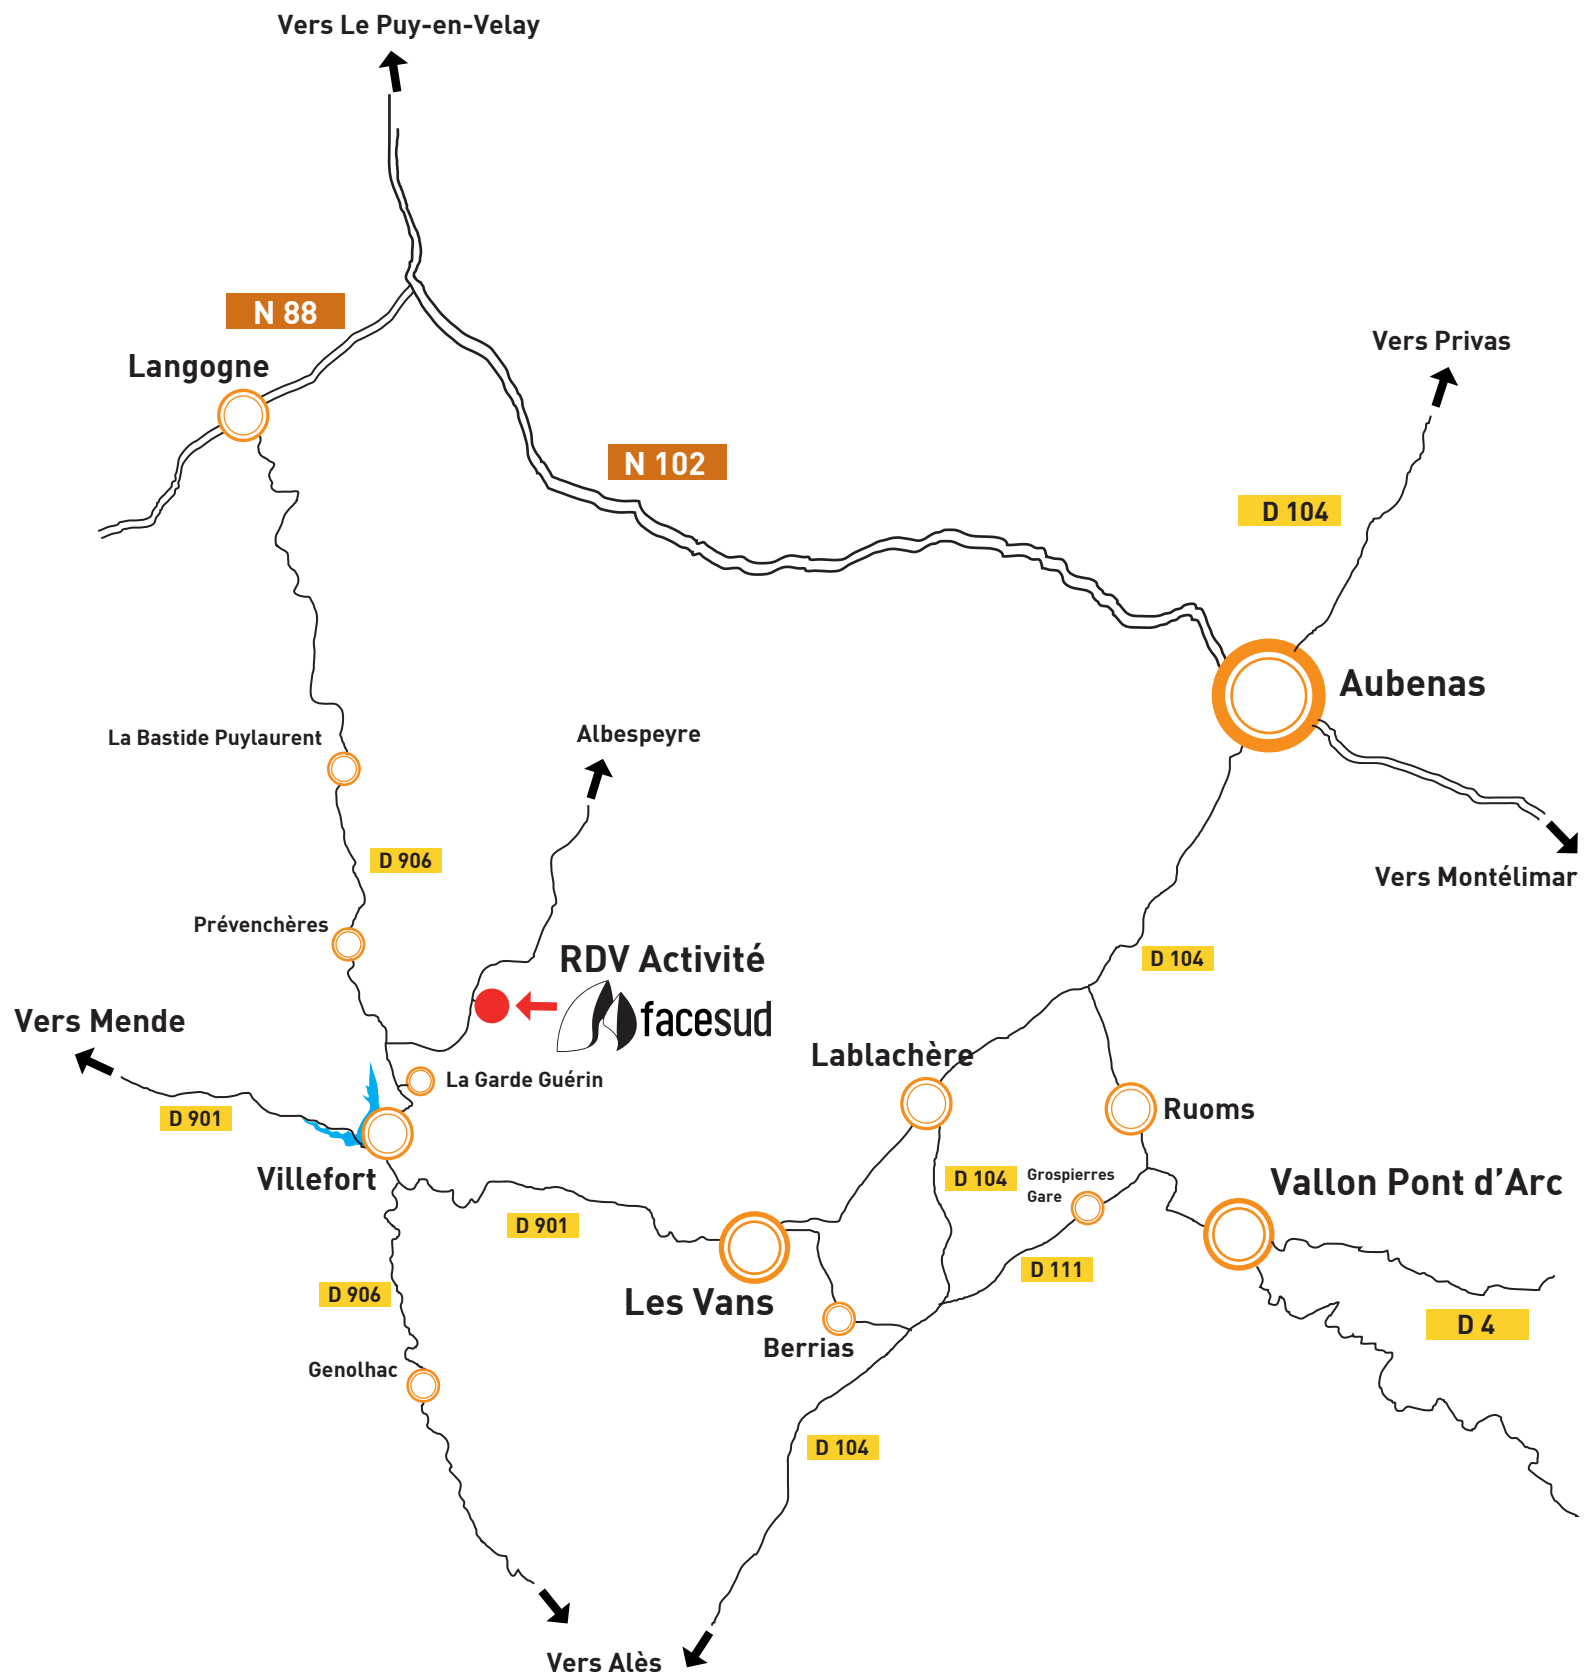 Vers Le Puy-en-Velay
N 88
Vers Privas
Langogne
N 102
D 104
Aubenas
La Bastide Puylaurent
Albespeyre
D 906
Vers Montélimar
Prévenchères
RDV Activité
D 104
facesud
Vers Mende
Lablachère
La Garde Guérin
D 901
Ruoms
Villefort
D 104
Grospierres
Gare
Vallon Pont d’Arc
D 901
D 111
D 906
Les Vans
D 4
Berrias
Genolhac
D 104
Vers Alès